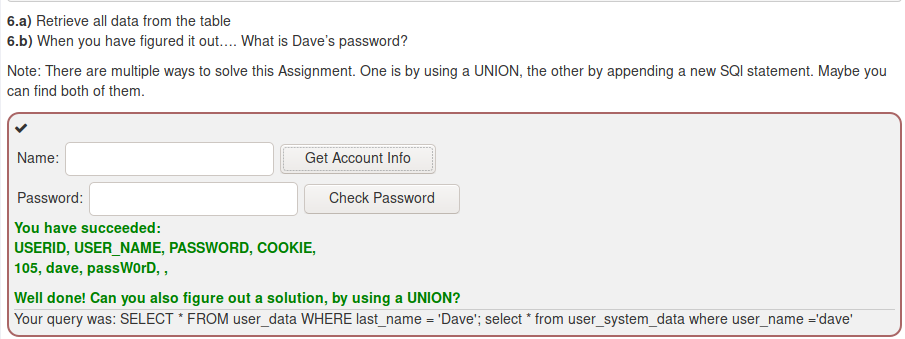 6.a) Retrieve all data from the table
6.b) When you have figured it out.... What is Dave's password?
Note: There are multiple ways to solve this Assignment. One is by using a UNION, the other by appending a new SQl statement. Maybe you
can find both of them.
Name: Get Account Info
Password: Check Password
You have succeeded:
USERID, USER_NAME, PASSWORD, COOKIE,
105, dave, passW0rD, ,
Well done! Can you also figure out a solution, by using a UNION?
Your query was: SELECT * FROM user_data WHERE last_name = 'Dave'; select * from user_system_data where user_name ='dave'